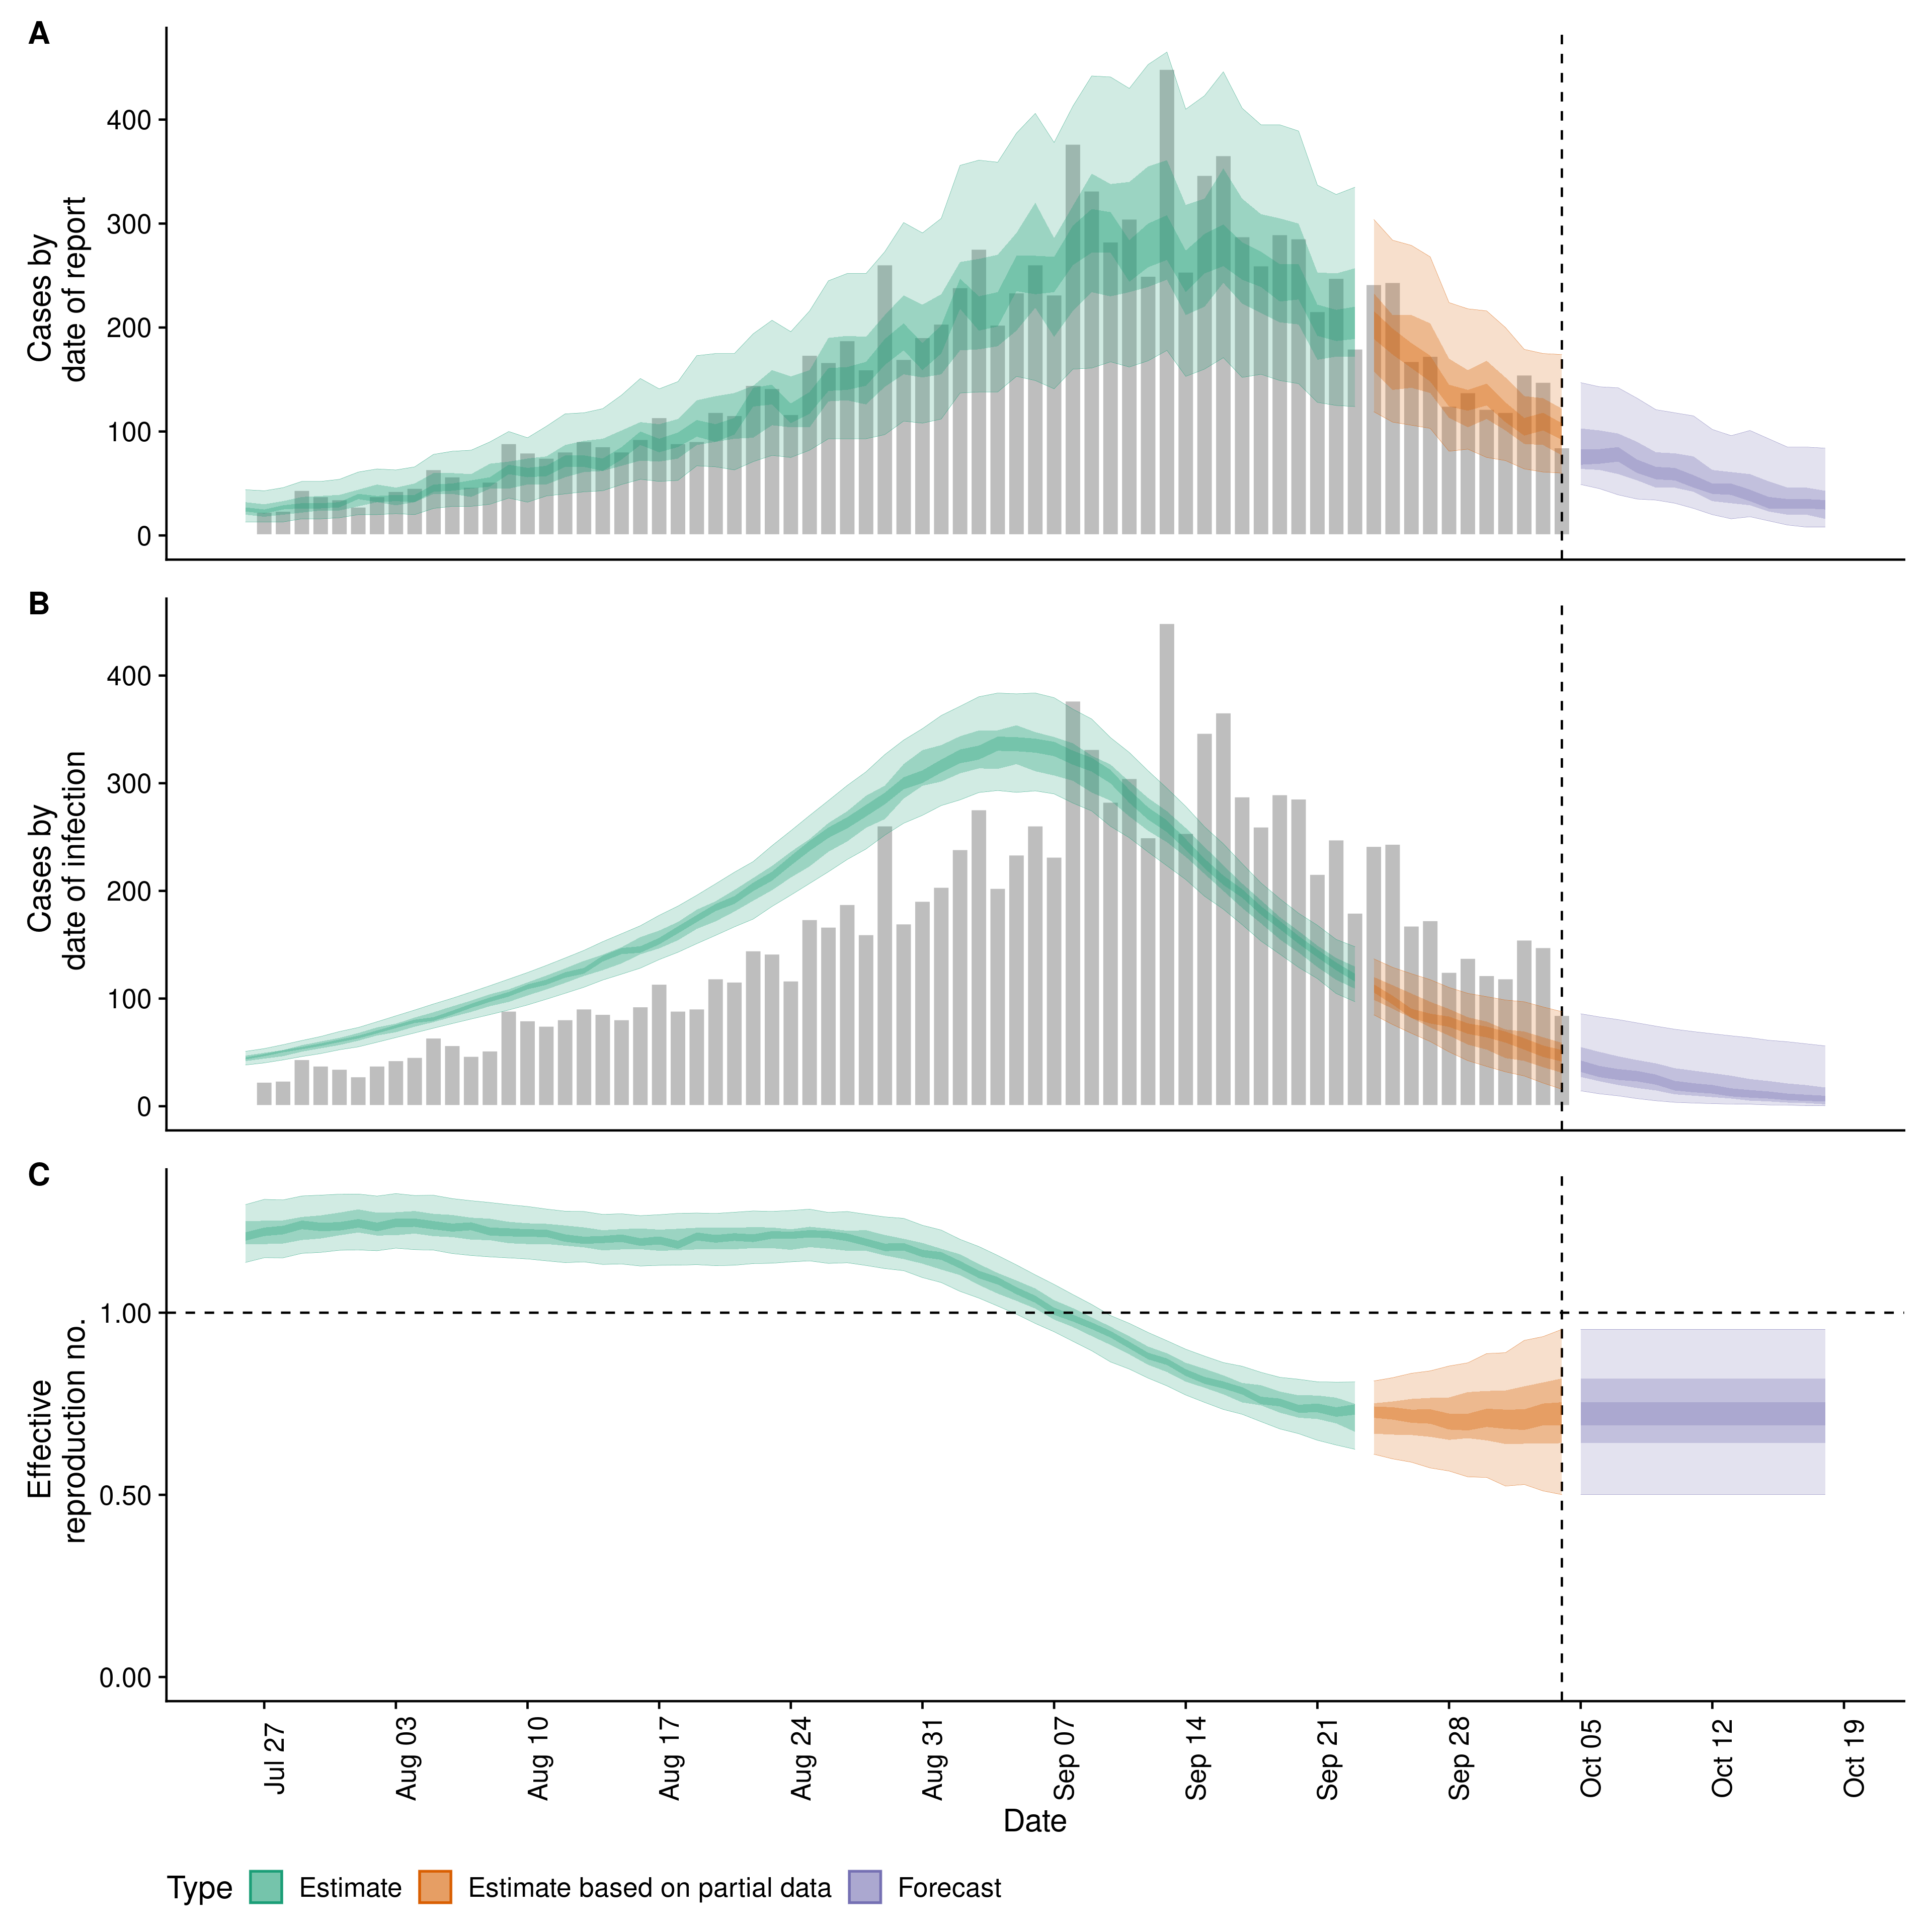 A
Cases by
date of report
400
300
200
100
0
B
Cases by
date of infection
400
300
200
100
0
C
Effective
reproduction no.
1.00
0.50
0.00
Jul 27
Aug 03
Aug 10
Aug 17
Aug 24
Aug 31
Sep 07
Sep 14
Sep 21
Sep 28
Oct 05
Oct 12
Oct 19
Date
Type Estimate Estimate based on partial data Forecast